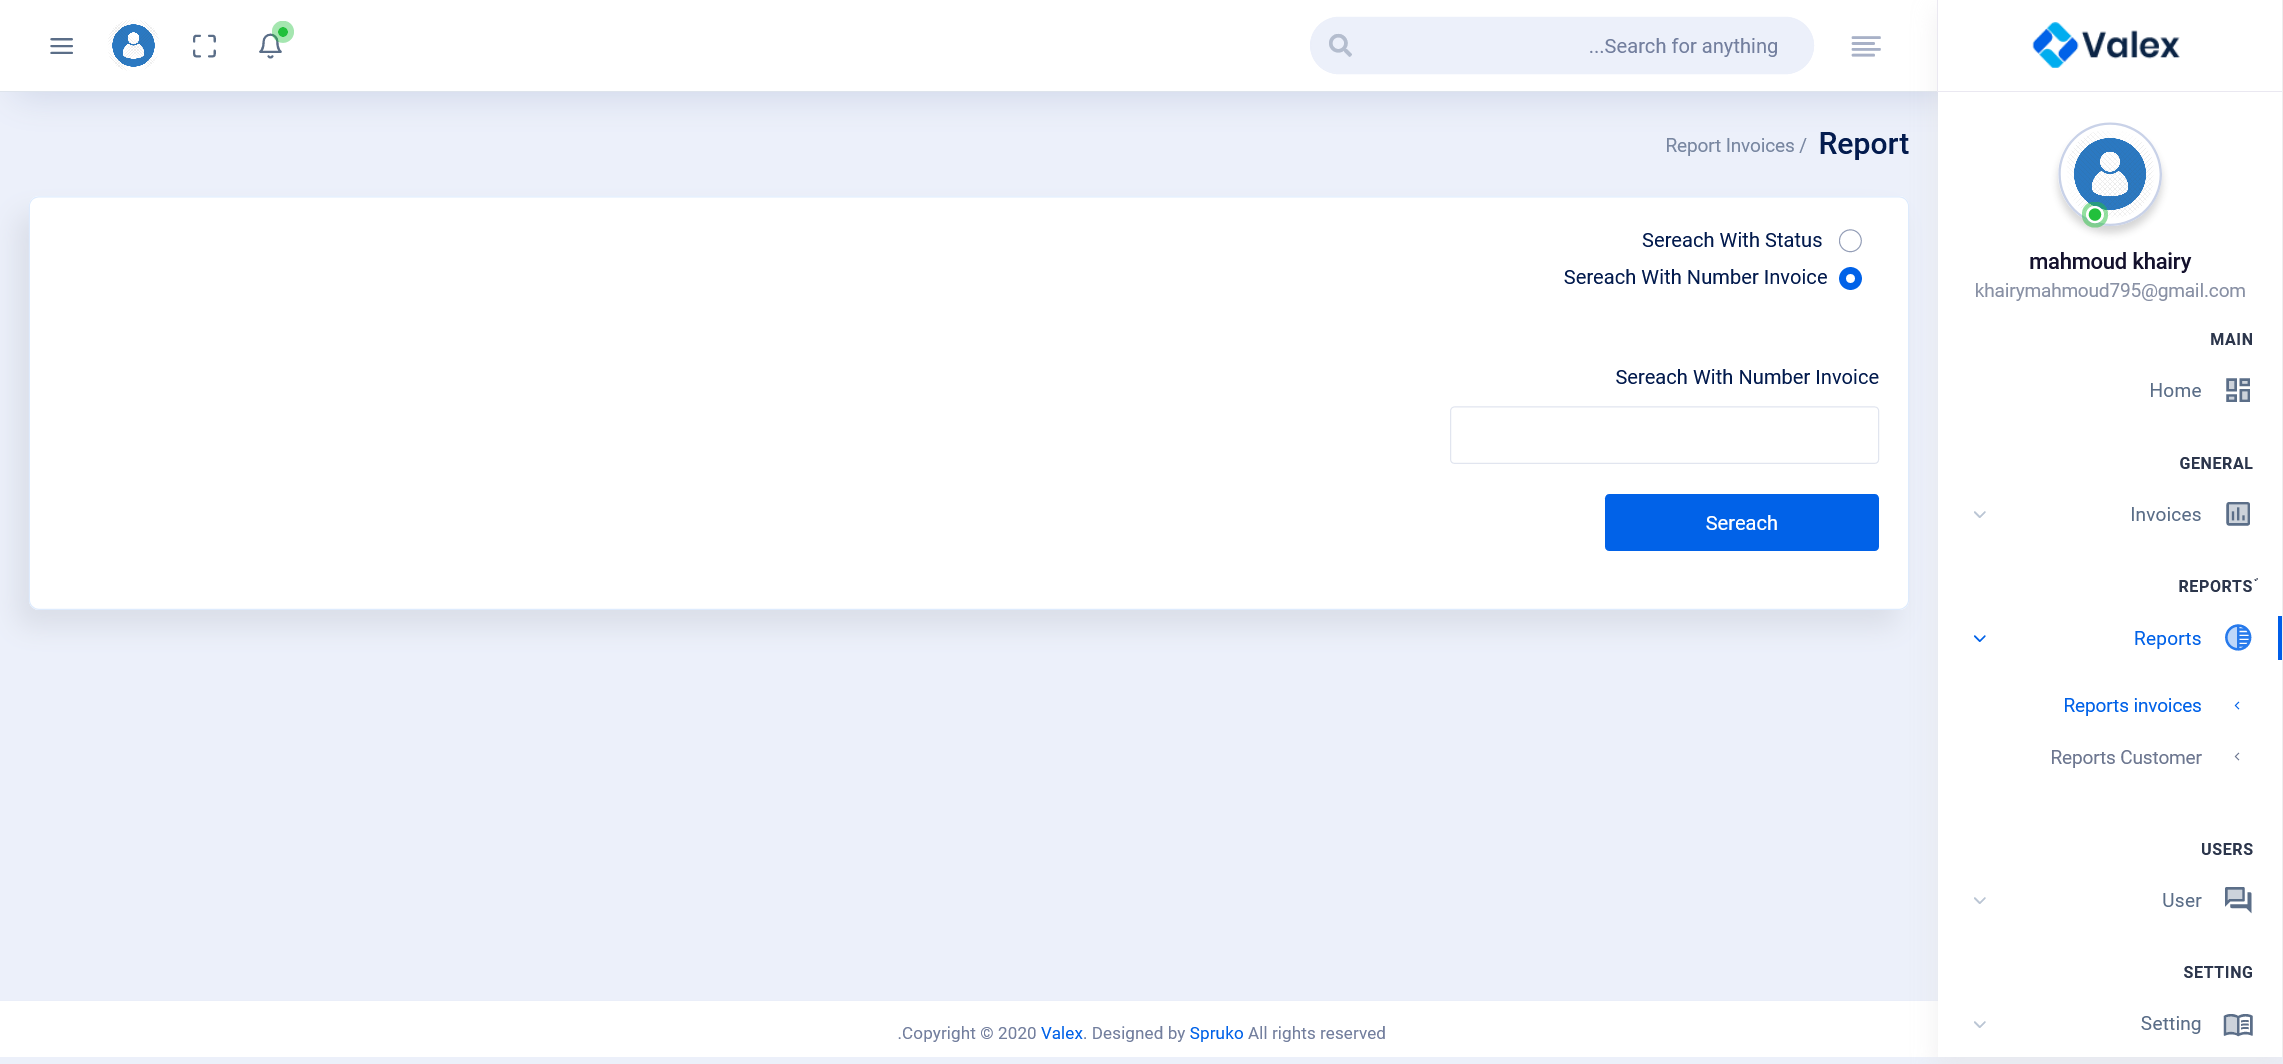 ...Search for anything
Valex
Report Invoices / Report
Sereach With Status
Sereach With Number Invoice
Sereach With Number Invoice
Sereach
mahmoud khairy
khairymahmoud795@gmail.com
MAIN
Home
GENERAL
Invoices
REPORTS
Reports
Reports invoices
Reports Customer
USERS
User
SETTING
Setting
.Copyright © 2020 Valex. Designed by Spruko All rights reserved